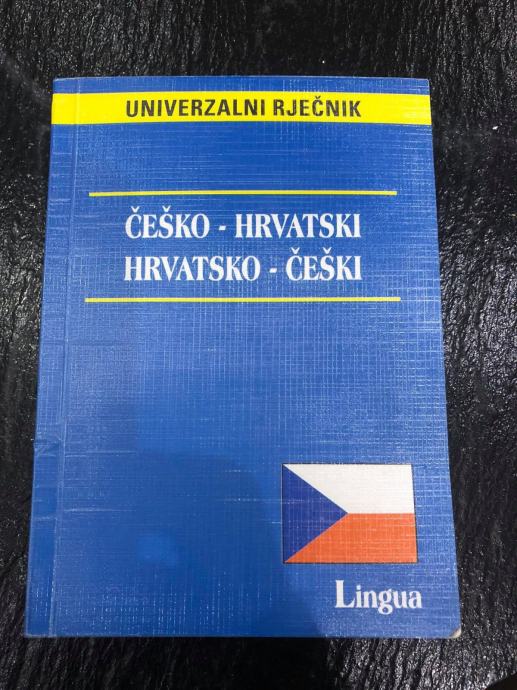 UNIVERZALNI RJEČNIK
ČEŠKO - HRVATSKI
HRVATSKO - ČEŠKI
Lingua